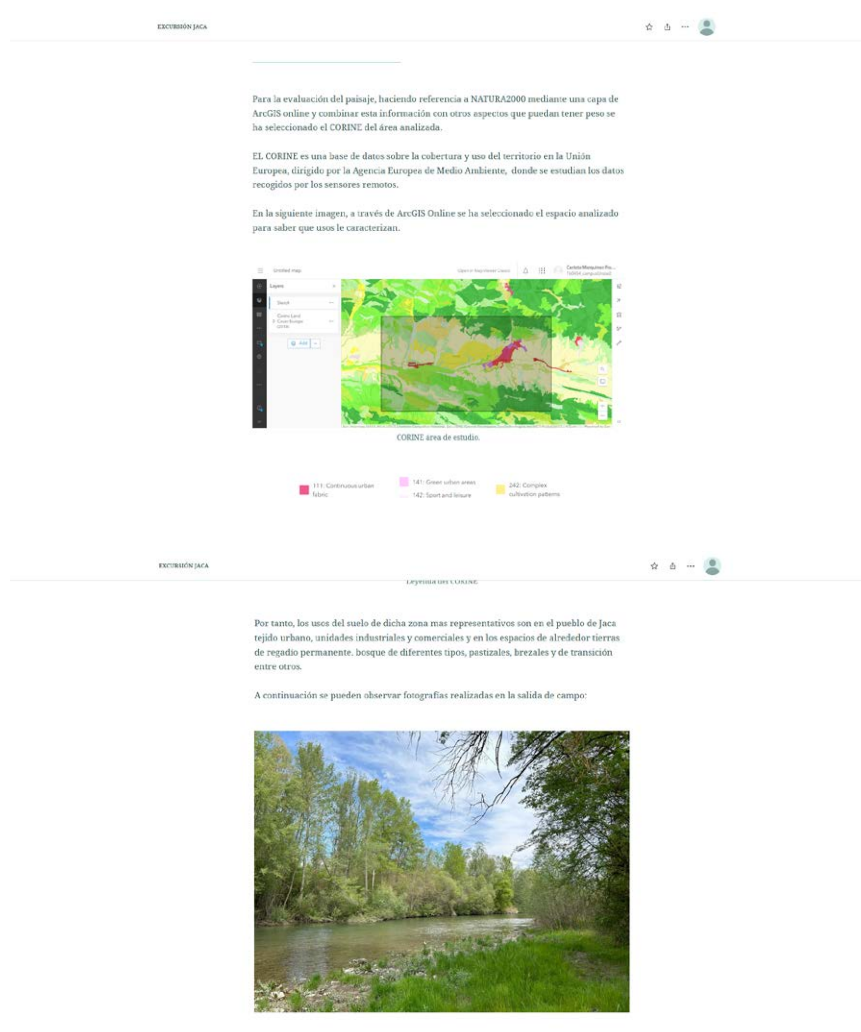 EXCURSIÓN JACA
Para la evaluación del paisaje, haciendo referencia a NATURA2000 mediante una capa de
ArcGIS online y combinar esta información con otros aspectos que puedan tener peso se
ha seleccionado el CORINE del área analizada.
EL CORINE es una base de datos sobre la cobertura y uso del territorio en la Unión
Europea, dirigido por la Agencia Europea de Medio Ambiente, donde se estudian los datos
recogidos por los sensores remotos.
En la siguiente imagen, a través de ArcGIS Online se ha seleccionado el espacio analizado
para saber que usos le caracterizan.
Untitled map
Layers
Sketch
Corine Land
Cover Europe
Add
CORINE área de estudio.
111: Continuous urban
fabric
141: Green urban areas
142: Sport and leisure
242: Complex
cultivation patterns
EXCURSIÓN JACA
Leyenda del CORINE
Por tanto, los usos del suelo de dicha zona mas representativos son en el pueblo de Jaca
tejido urbano, unidades industriales y comerciales y en los espacios de alrededor tierras
de regadio permanente. bosque de diferentes tipos, pastizales, brezales y de transición
entre otros.
A continuación se pueden observar fotografías realizadas en la salida de campo: